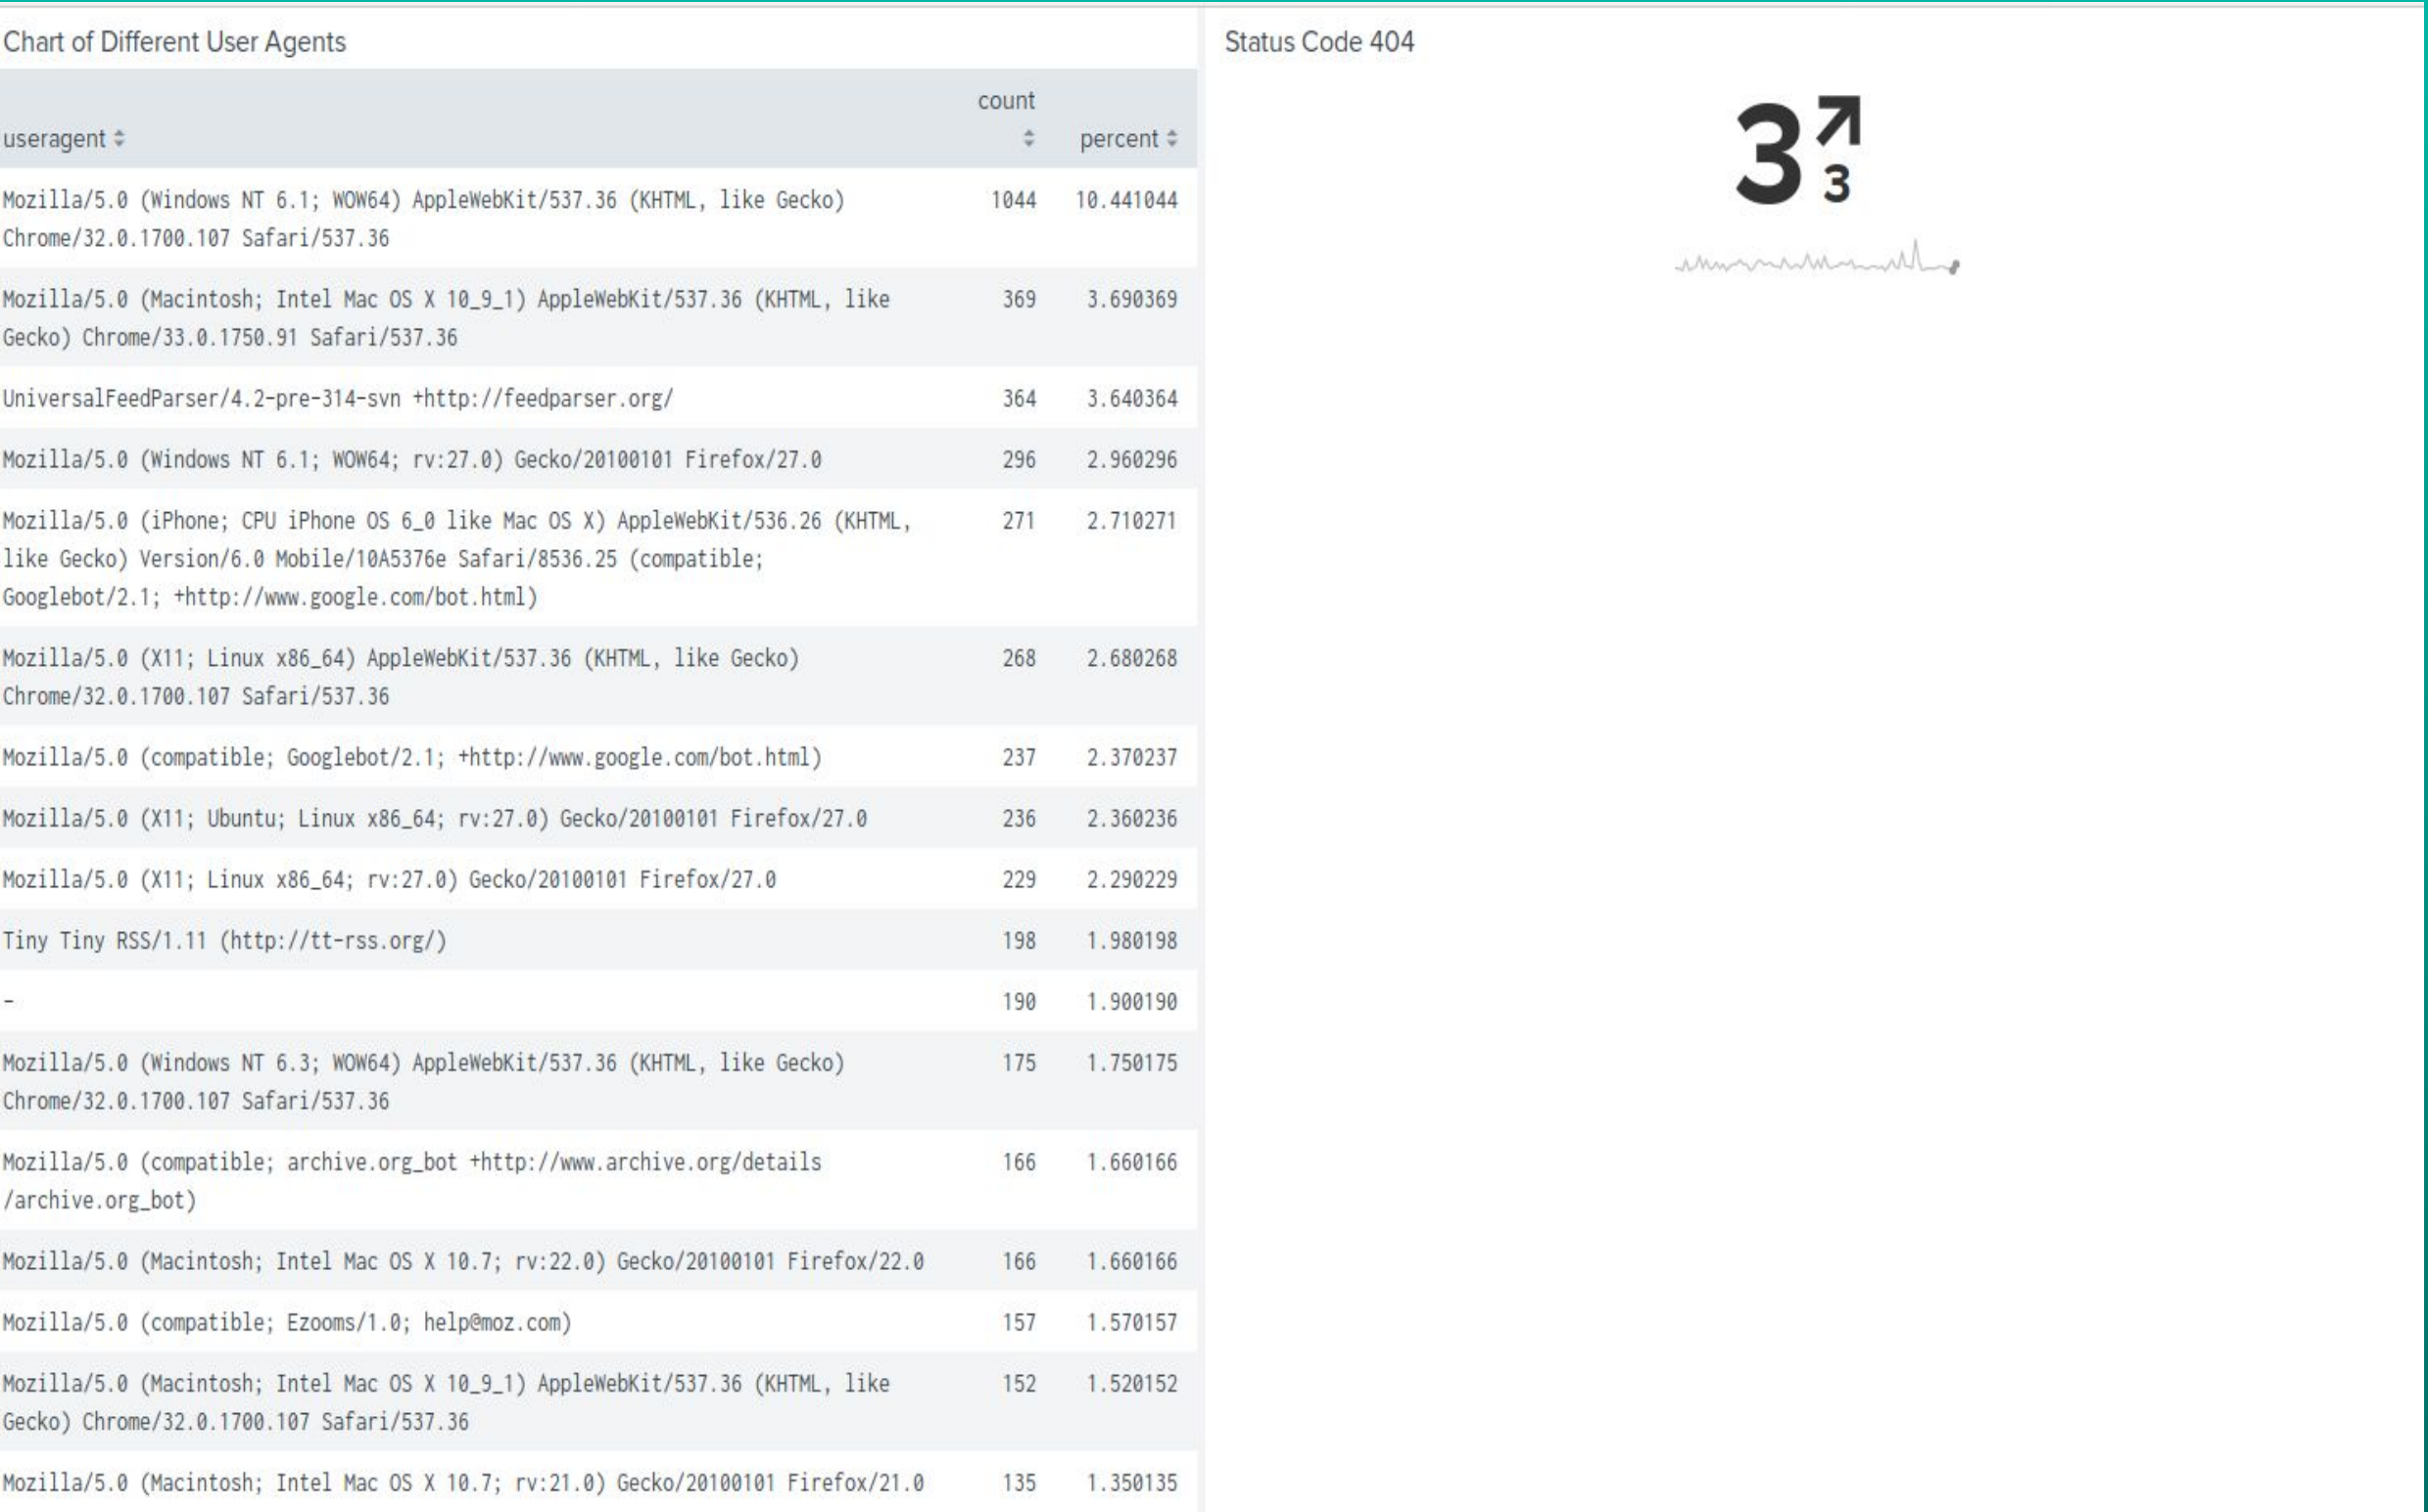 Chart of Different User Agents
useragent count percent
Mozilla/5.0 (Windows NT 6.1; WOW64) AppleWebKit/537.36 (KHTML, like Gecko) 1044 10.441044
Chrome/32.0.1700.107 Safari/537.36
Mozilla/5.0 (Macintosh; Intel Mac OS X 10_9_1) AppleWebKit/537.36 (KHTML, like 369 3.690369
Gecko) Chrome/33.0.1750.91 Safari/537.36
UniversalFeedParser/4.2-pre-314-svn +http://feedparser.org/ 364 3.640364
Mozilla/5.0 (Windows NT 6.1; WOW64; rv:27.0) Gecko/20100101 Firefox/27.0 296 2.960296
Mozilla/5.0 (iPhone; CPU iPhone OS 6_0 like Mac OS X) AppleWebKit/536.26 (KHTML, 271 2.710271
like Gecko) Version/6.0 Mobile/10A5376e Safari/8536.25 (compatible;
Googlebot/2.1; +http://www.google.com/bot.html)
Mozilla/5.0 (X11; Linux x86_64) AppleWebKit/537.36 (KHTML, like Gecko) 268 2.680268
Chrome/32.0.1700.107 Safari/537.36
Mozilla/5.0 (compatible; Googlebot/2.1; +http://www.google.com/bot.html) 237 2.370237
Mozilla/5.0 (X11; Ubuntu; Linux x86_64; rv:27.0) Gecko/20100101 Firefox/27.0 236 2.360236
Mozilla/5.0 (X11; Linux x86_64; rv:27.0) Gecko/20100101 Firefox/27.0 229 2.290229
Tiny Tiny RSS/1.11 (http://tt-rss.org/) 198 1.980198
- 190 1.900190
Mozilla/5.0 (Windows NT 6.3; WOW64) AppleWebKit/537.36 (KHTML, like Gecko) 175 1.750175
Chrome/32.0.1700.107 Safari/537.36
Mozilla/5.0 (compatible; archive.org_bot +http://www.archive.org/details 166 1.660166
/archive.org_bot)
Mozilla/5.0 (Macintosh; Intel Mac OS X 10.7; rv:22.0) Gecko/20100101 Firefox/22.0 166 1.660166
Mozilla/5.0 (compatible; Ezooms/1.0; help@moz.com) 157 1.570157
Mozilla/5.0 (Macintosh; Intel Mac OS X 10_9_1) AppleWebKit/537.36 (KHTML, like 152 1.520152
Gecko) Chrome/32.0.1700.107 Safari/537.36
Mozilla/5.0 (Macintosh; Intel Mac OS X 10.7; rv:21.0) Gecko/20100101 Firefox/21.0 135 1.350135
Status Code 404
3
3